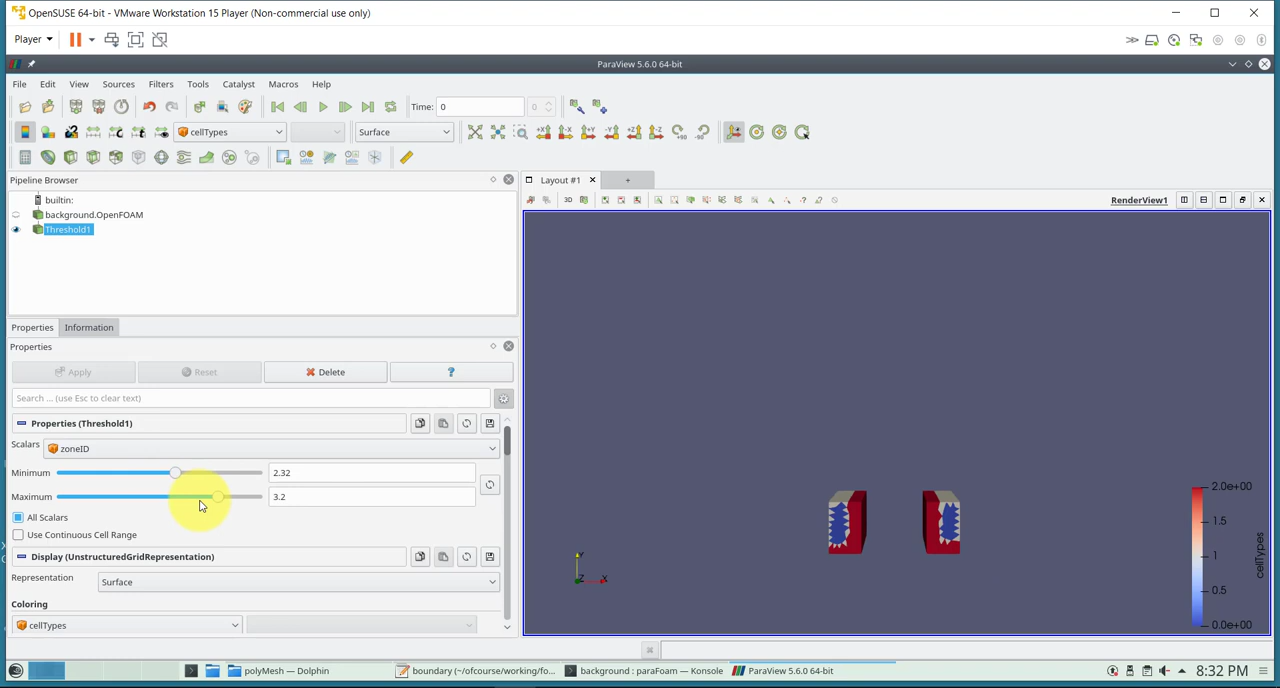 OpenSUSE 64-bit - VMware Workstation 15 Player (Non-commercial use only)
Player
ParaView 5.6.0 64-bit
File Edit View Sources Filters Tools Catalyst Macros Help
Time: 0 0
cellTypes Surface
Pipeline Browser
builtin:
background.OpenFOAM
Threshold1
Layout #1
3D
RenderView1
Properties Information
Properties
Apply Reset Delete ?
Search ... (use Esc to clear text)
Properties (Threshold1)
Scalars zoneID
Minimum 2.32
Maximum 3.2
All Scalars
Use Continuous Cell Range
Display (UnstructuredGridRepresentation)
Representation Surface
Coloring
cellTypes
Y
Z X
2.0e+00
1.5
1
0.5
0.0e+00
cellTypes
polyMesh — Dolphin
boundary (~/ofcourse/working/fo...
background : paraFoam — Konsole
ParaView 5.6.0 64-bit
8:32 PM